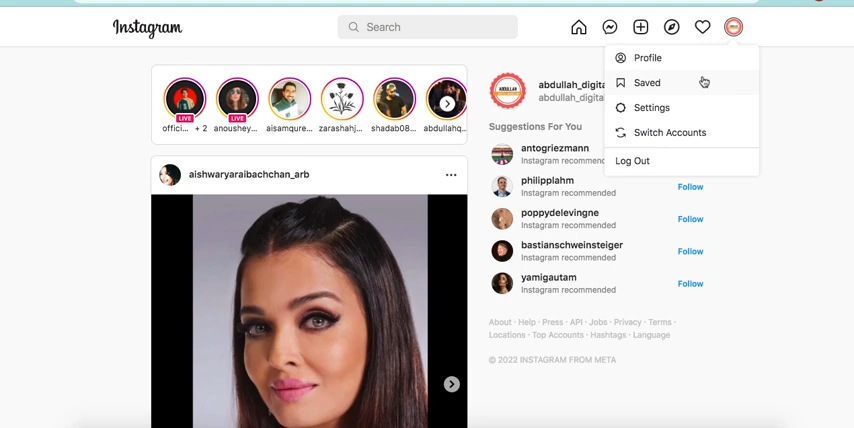 Instagram
Search
Profile
Saved
Settings
Switch Accounts
Log Out
LIVE
LIVE
offici... + 2
anoushey...
aisamqure...
zarashahj...
shadab08...
abdullahq...
ABDULLAH
abdullah_digita
abdullah_digita
Suggestions For You
antogriezmann
Instagram recommenc
philipplahm
Instagram recommended
Follow
poppydelevingne
Instagram recommended
Follow
bastianschweinsteiger
Instagram recommended
Follow
yamigautam
Instagram recommended
Follow
aishwaryaraibachchan_arb
About · Help · Press · API · Jobs · Privacy · Terms ·
Locations · Top Accounts · Hashtags · Language
© 2022 INSTAGRAM FROM META